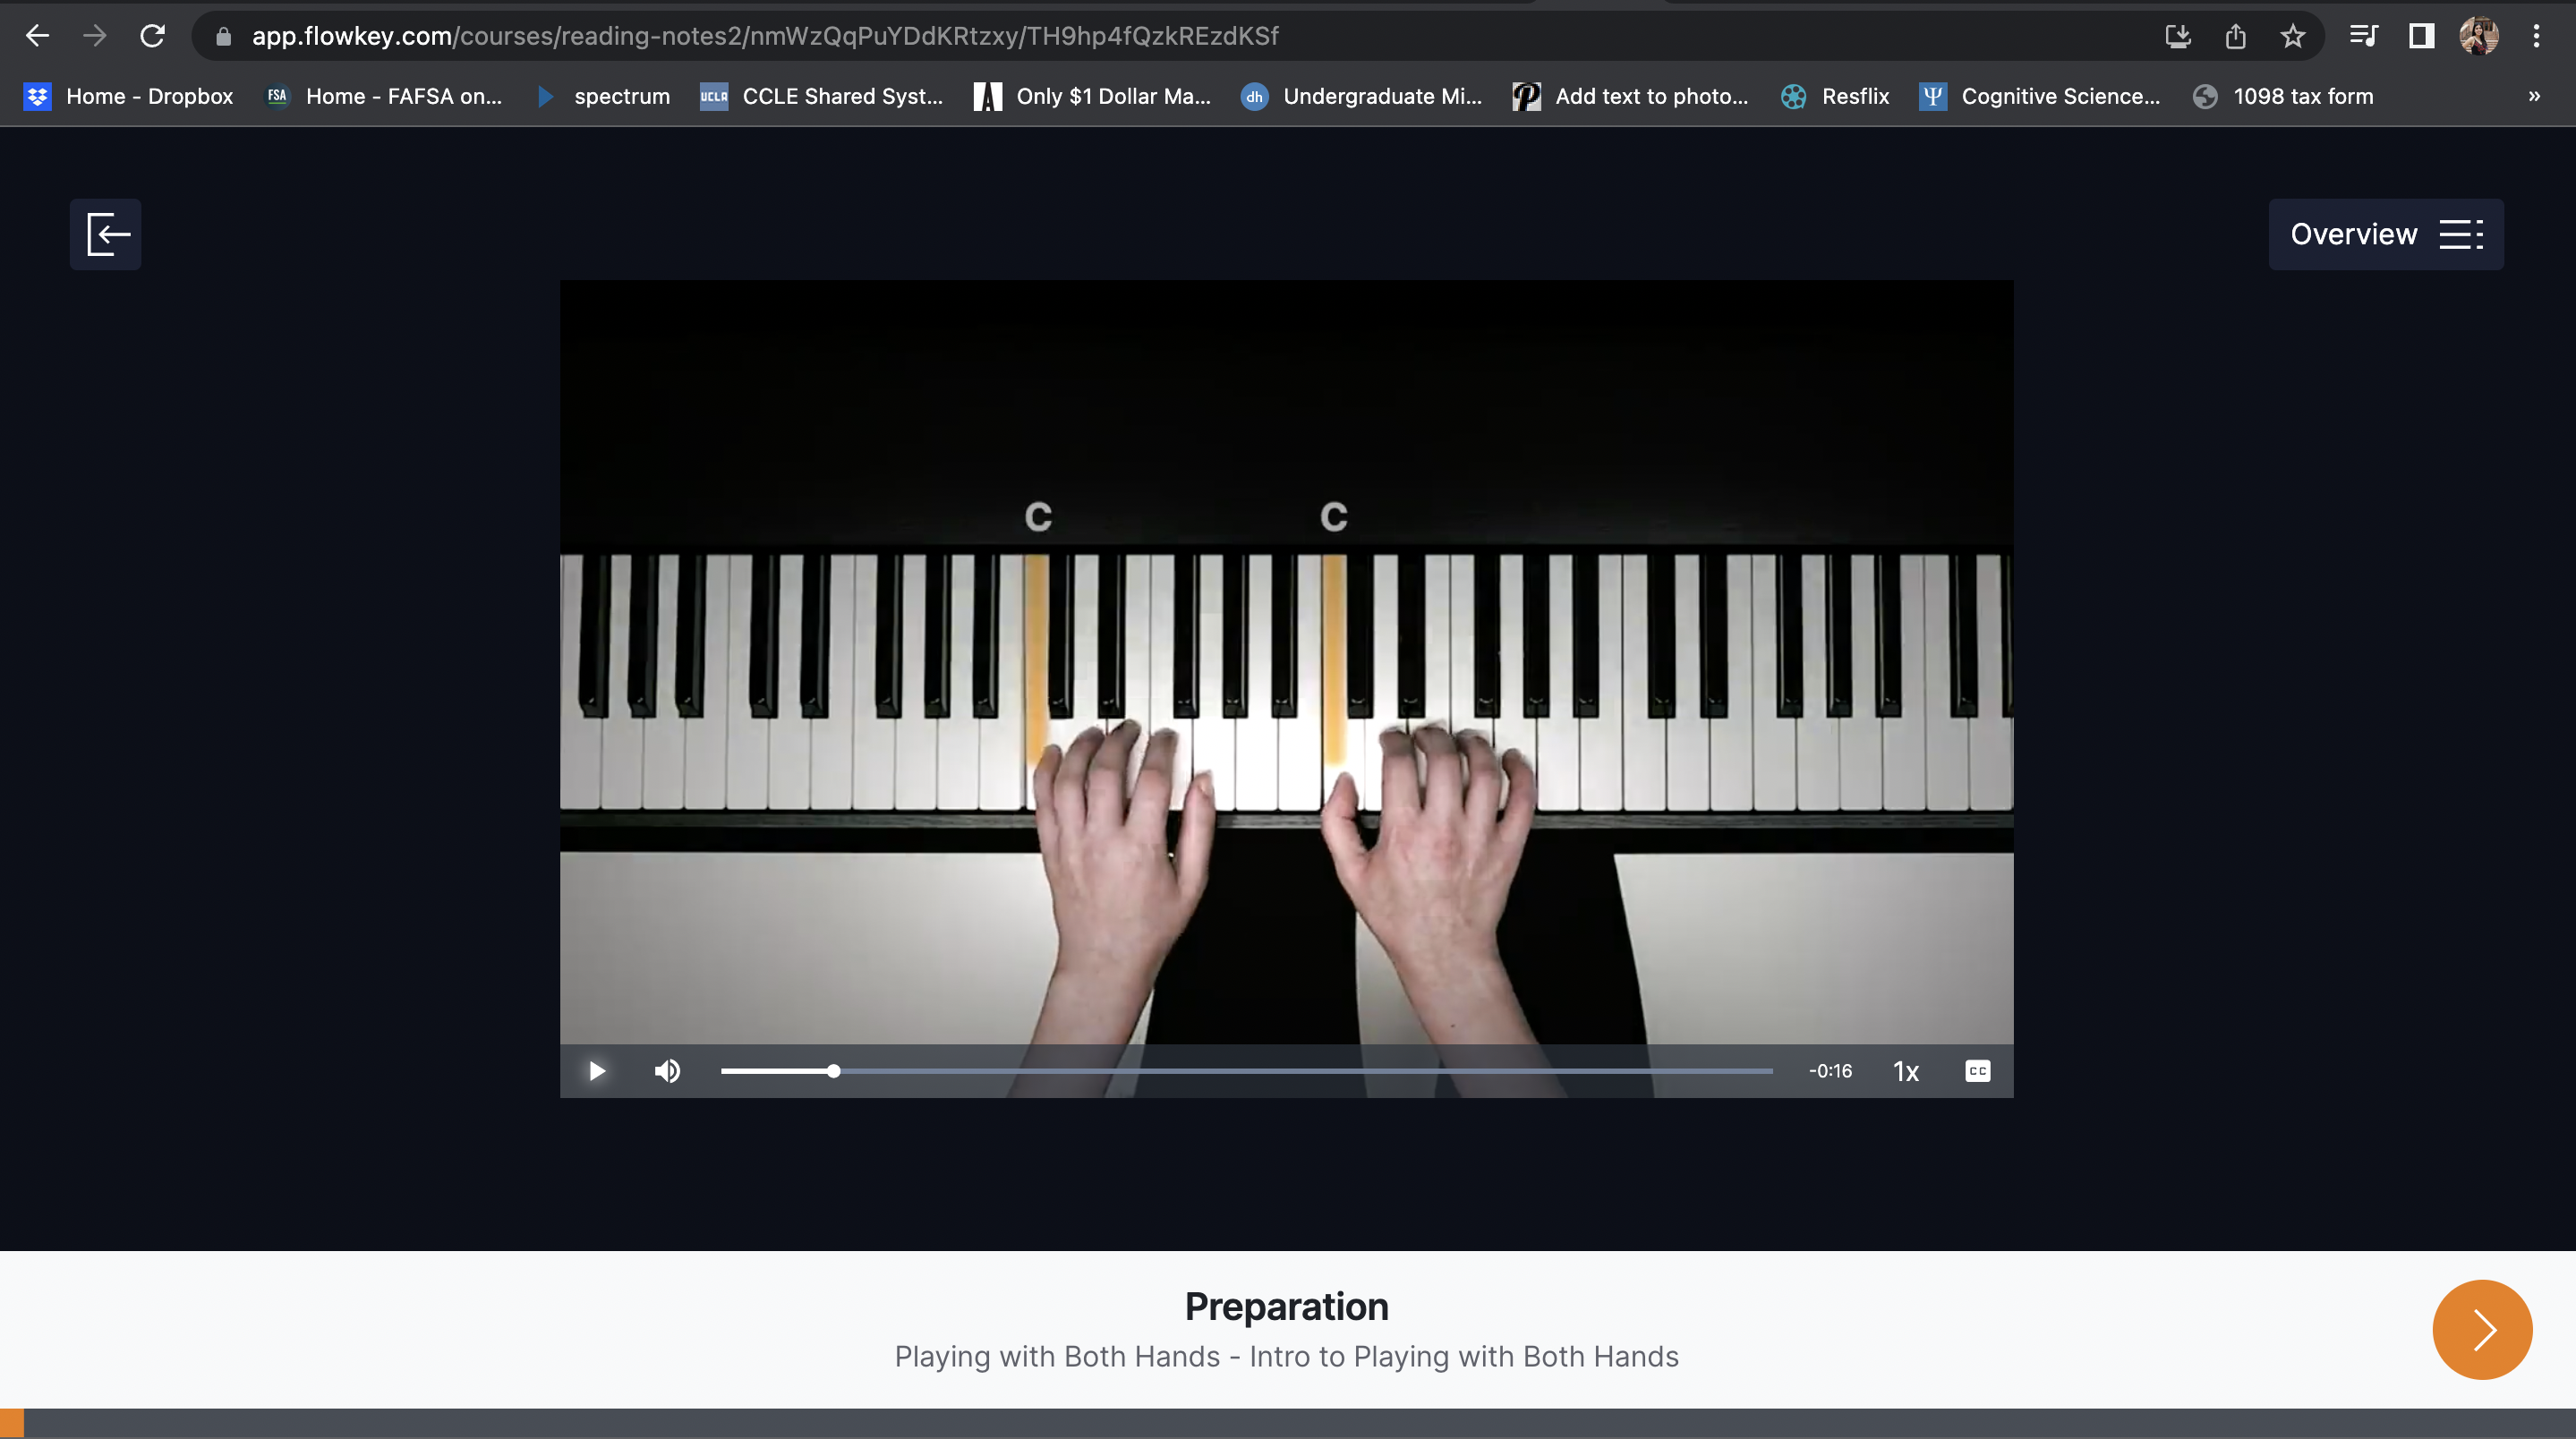 app.flowkey.com/courses/reading-notes2/nmWzQqPuYDdKRtzxy/TH9hp4fQzkREzdKSf
Home - Dropbox FSA Home - FAFSA on... spectrum UCLA CCLE Shared Syst... A Only $1 Dollar Ma... dh Undergraduate Mi... P Add text to photo... Resflix Ψ Cognitive Science... 1098 tax form »
Overview
C C
-0:16 1x CC
Preparation
Playing with Both Hands - Intro to Playing with Both Hands